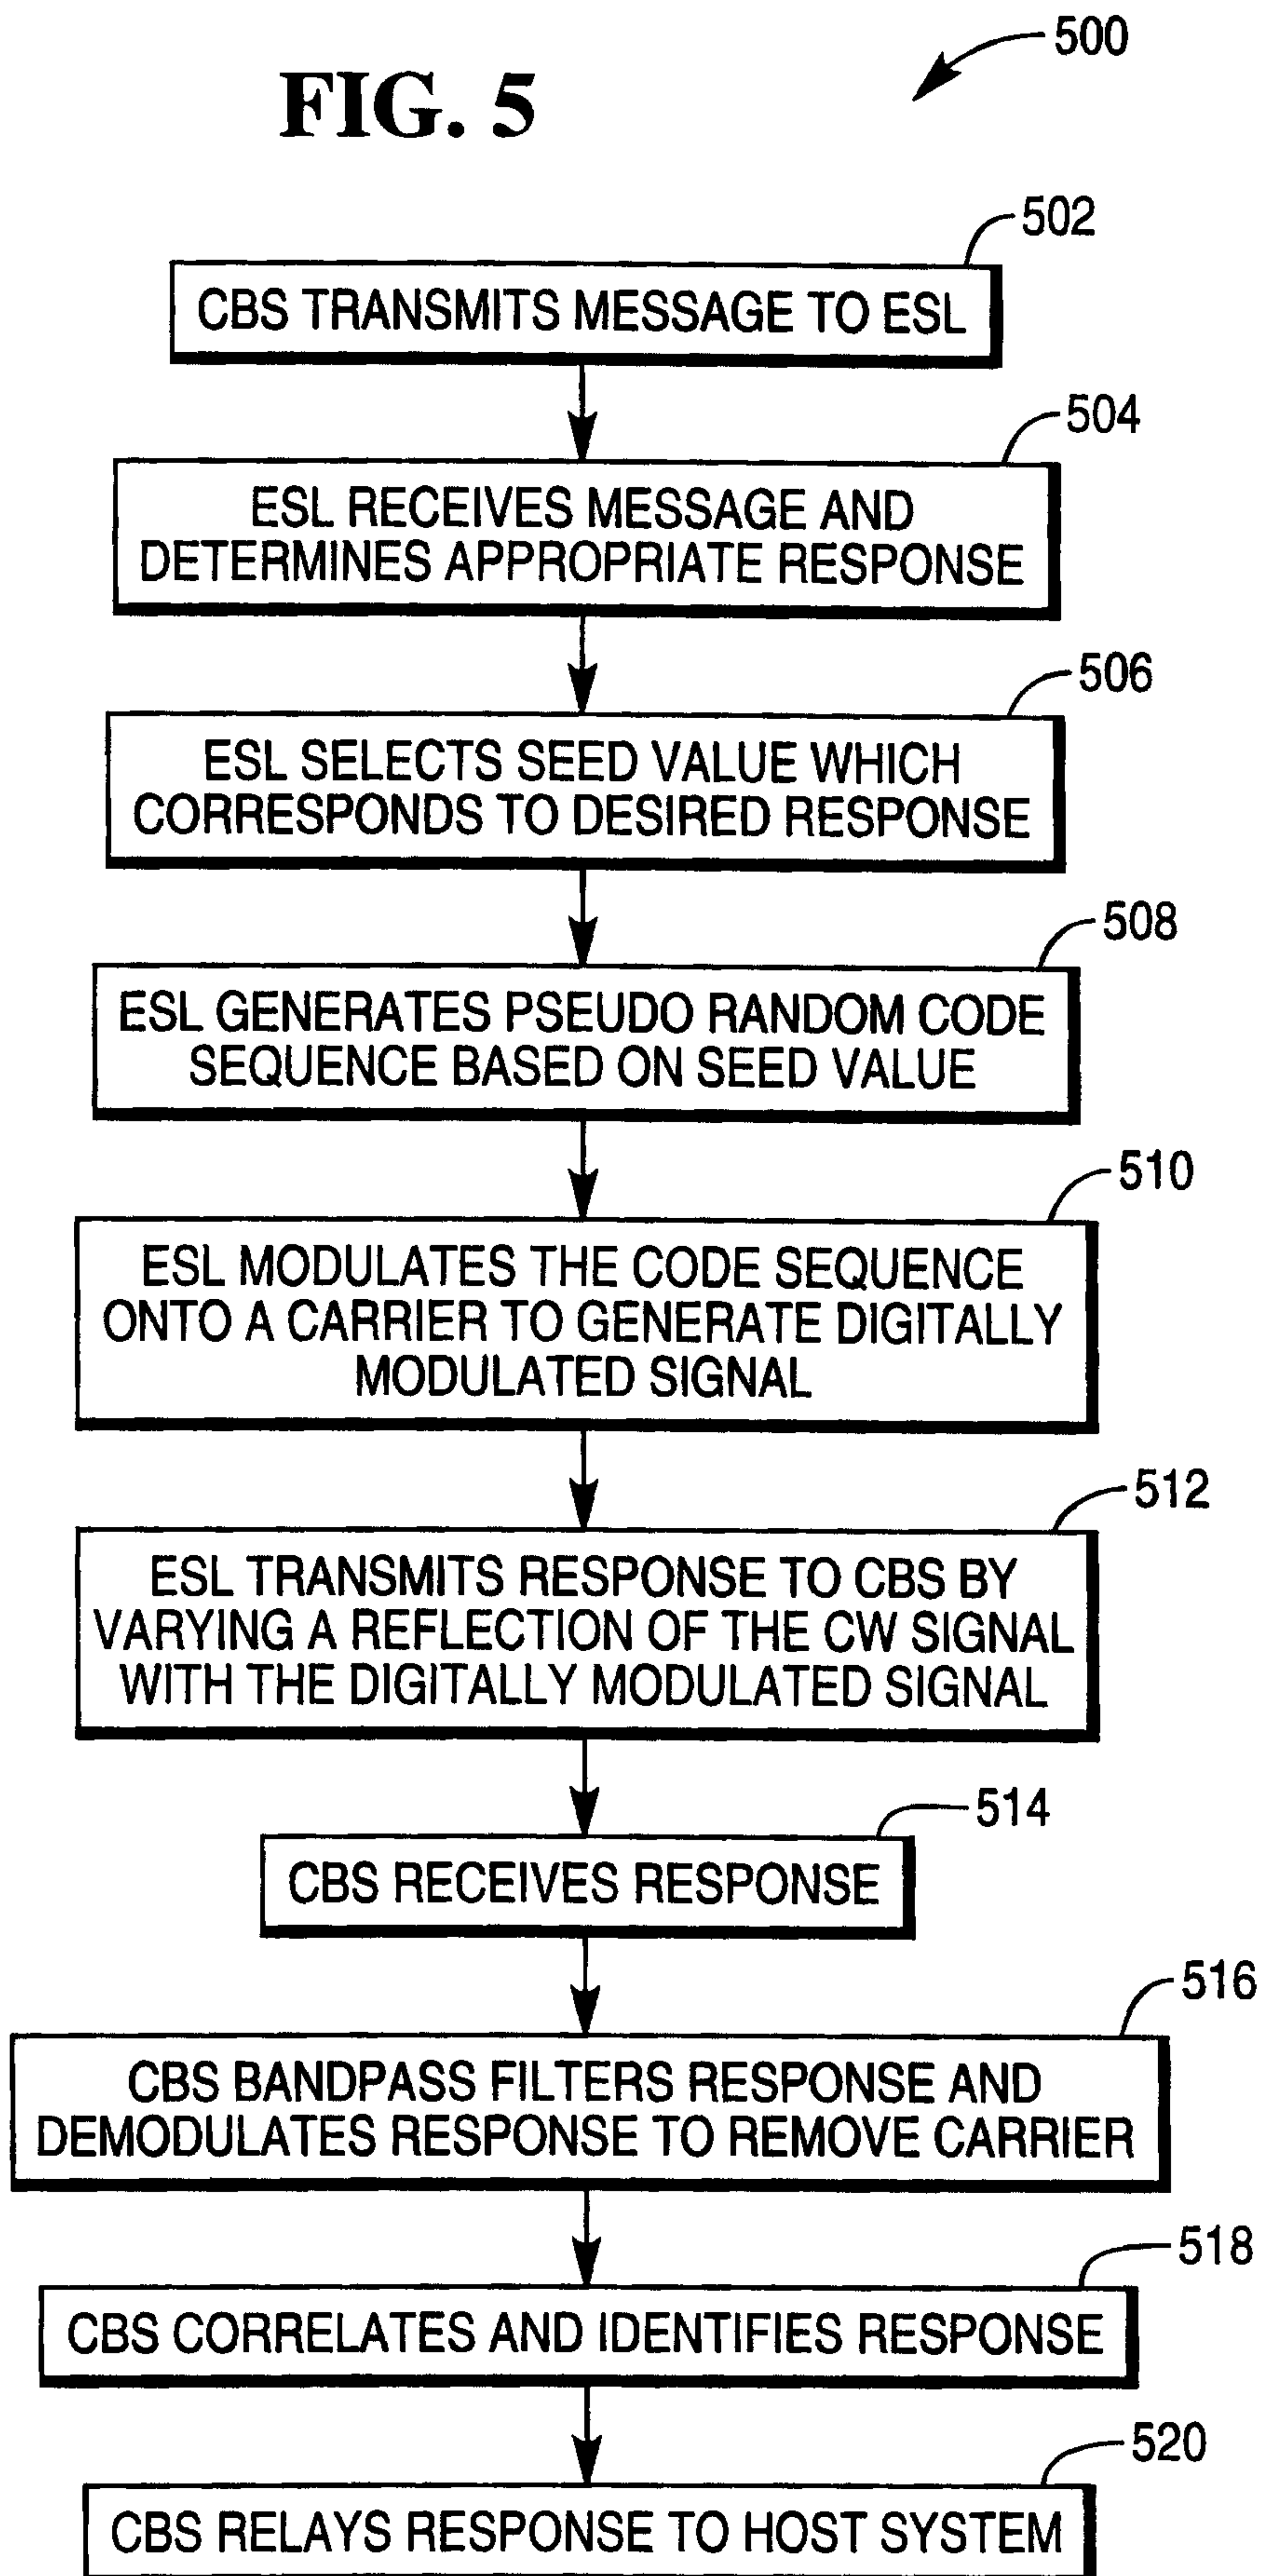 500
FIG. 5
502
CBS TRANSMITS MESSAGE TO ESL
504
ESL RECEIVES MESSAGE AND
DETERMINES APPROPRIATE RESPONSE
506
ESL SELECTS SEED VALUE WHICH
CORRESPONDS TO DESIRED RESPONSE
508
ESL GENERATES PSEUDO RANDOM CODE
SEQUENCE BASED ON SEED VALUE
510
ESL MODULATES THE CODE SEQUENCE
ONTO A CARRIER TO GENERATE DIGITALLY
MODULATED SIGNAL
512
ESL TRANSMITS RESPONSE TO CBS BY
VARYING A REFLECTION OF THE CW SIGNAL
WITH THE DIGITALLY MODULATED SIGNAL
514
CBS RECEIVES RESPONSE
516
CBS BANDPASS FILTERS RESPONSE AND
DEMODULATES RESPONSE TO REMOVE CARRIER
518
CBS CORRELATES AND IDENTIFIES RESPONSE
520
CBS RELAYS RESPONSE TO HOST SYSTEM